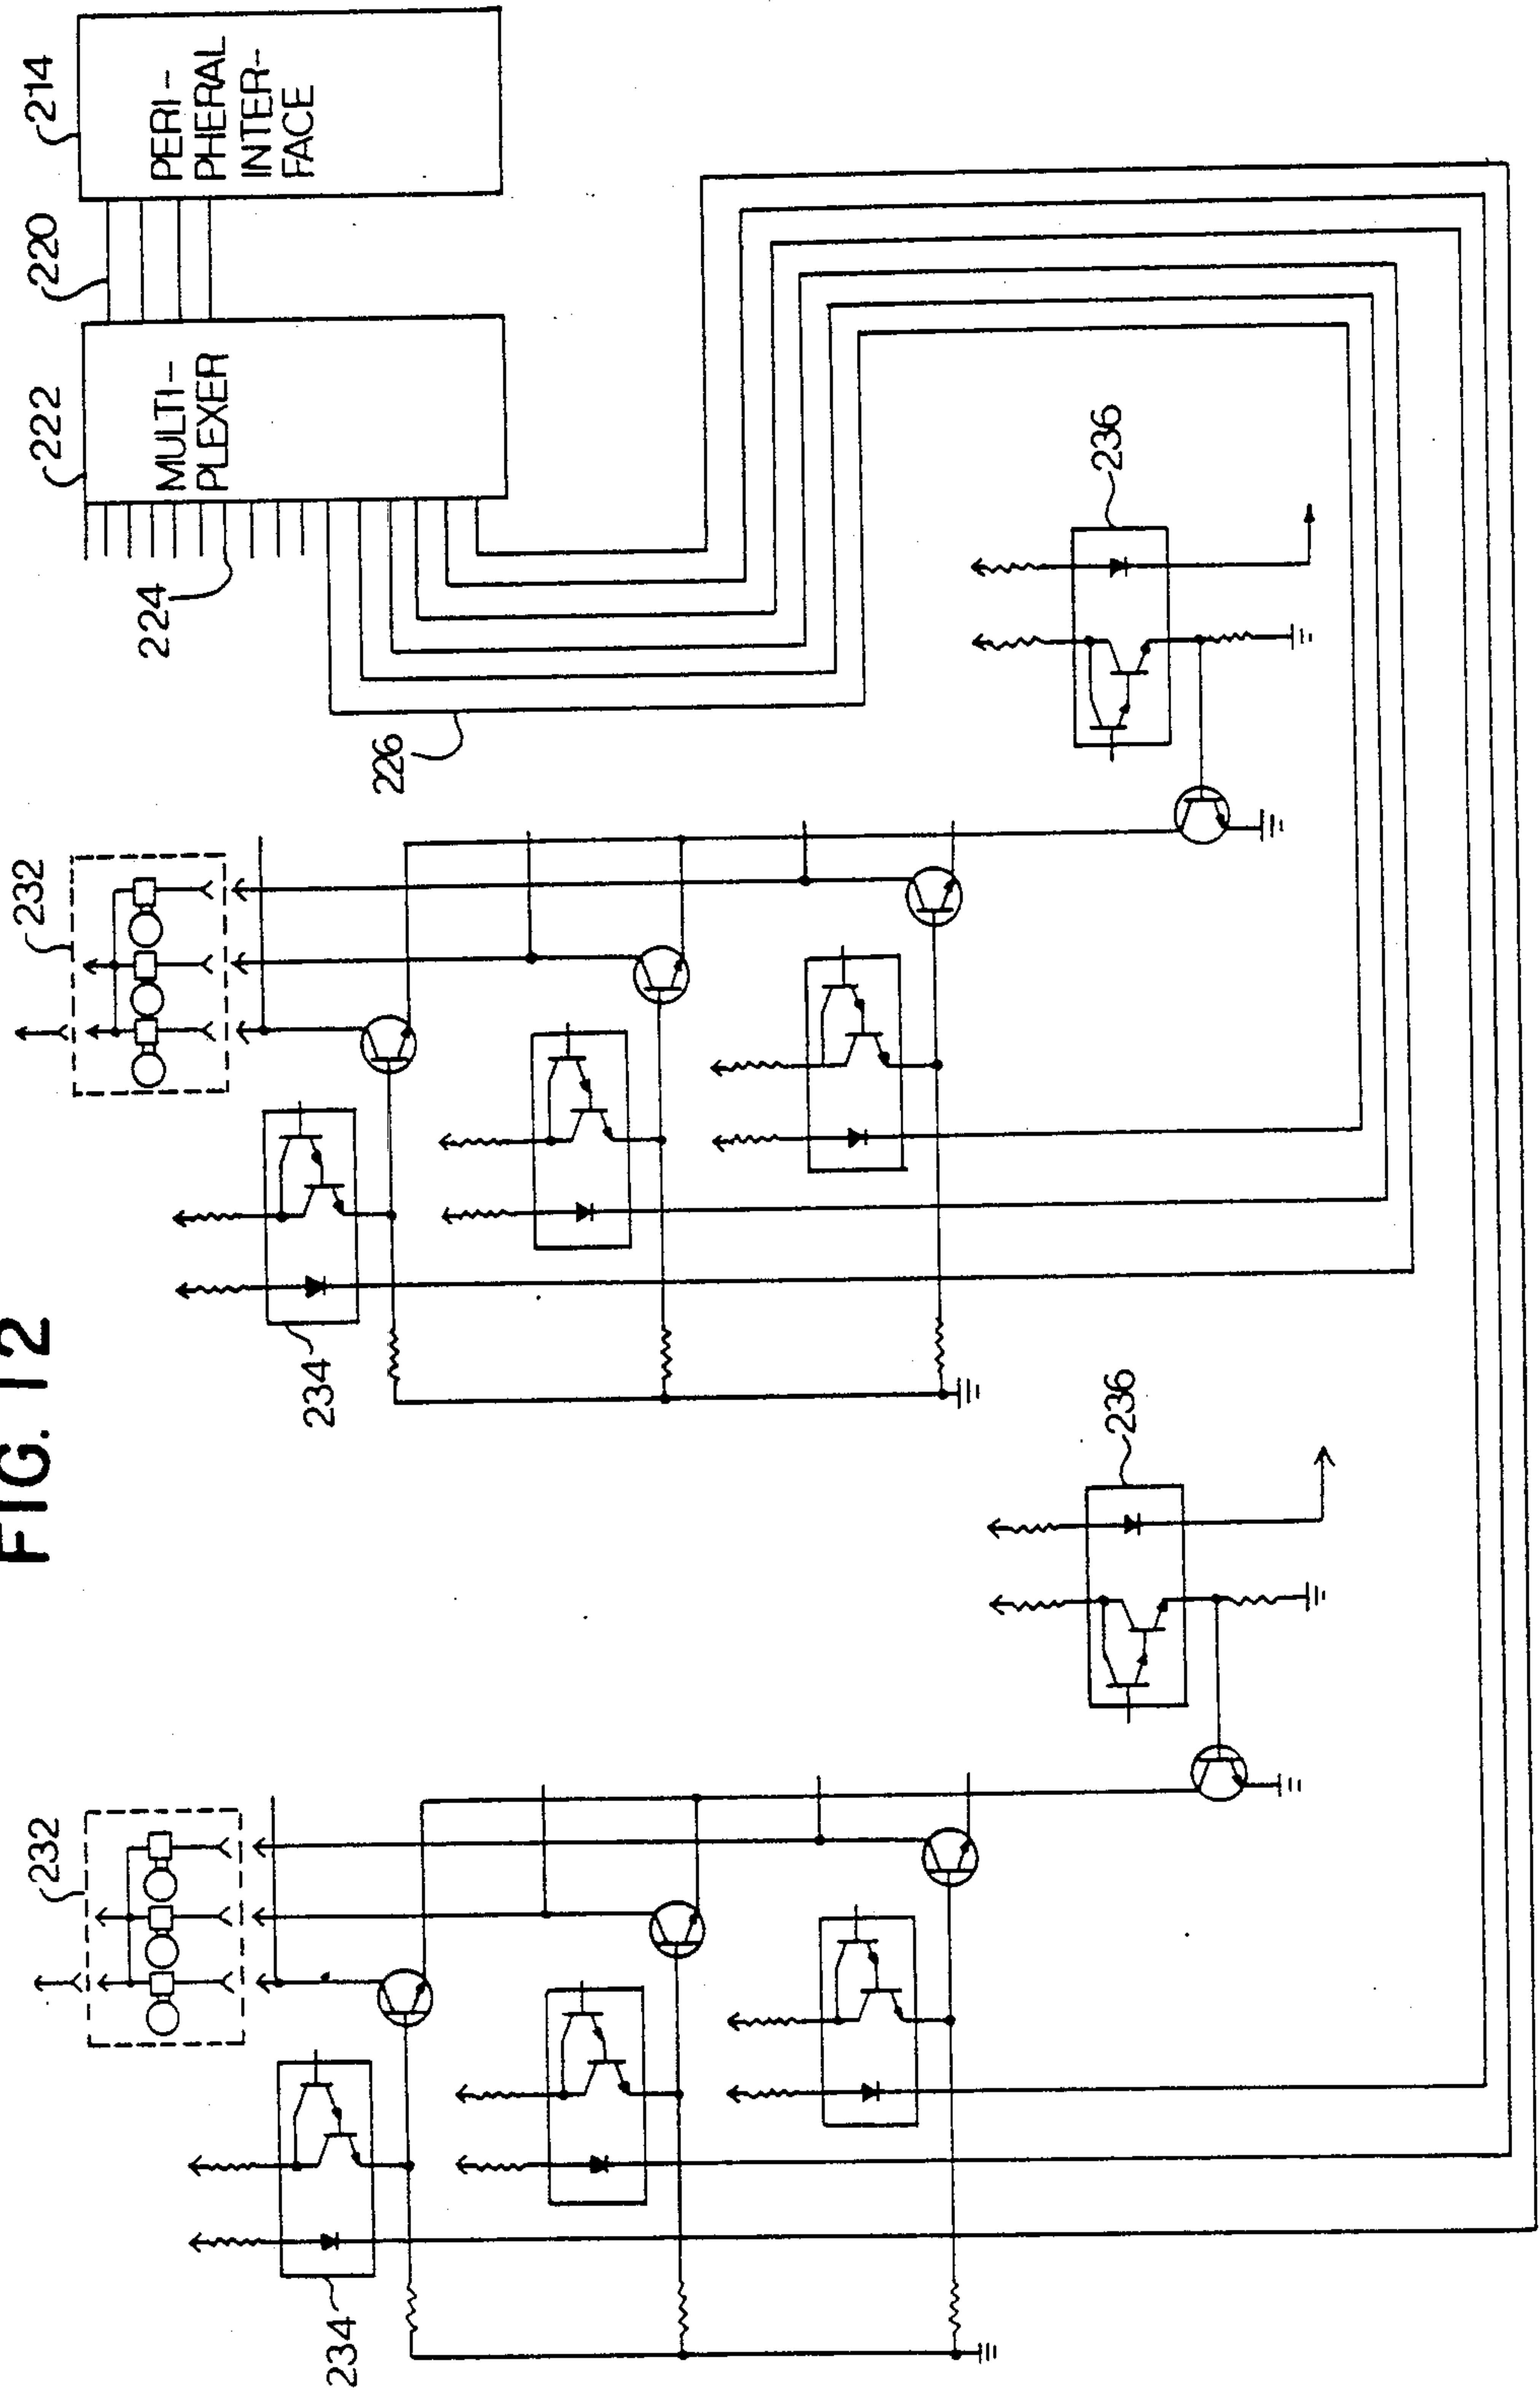 FIG. 12
214
PERI-
PHERAL
INTER-
FACE
220
222
MULTI-
PLEXER
224
226
232
234
236
232
234
236